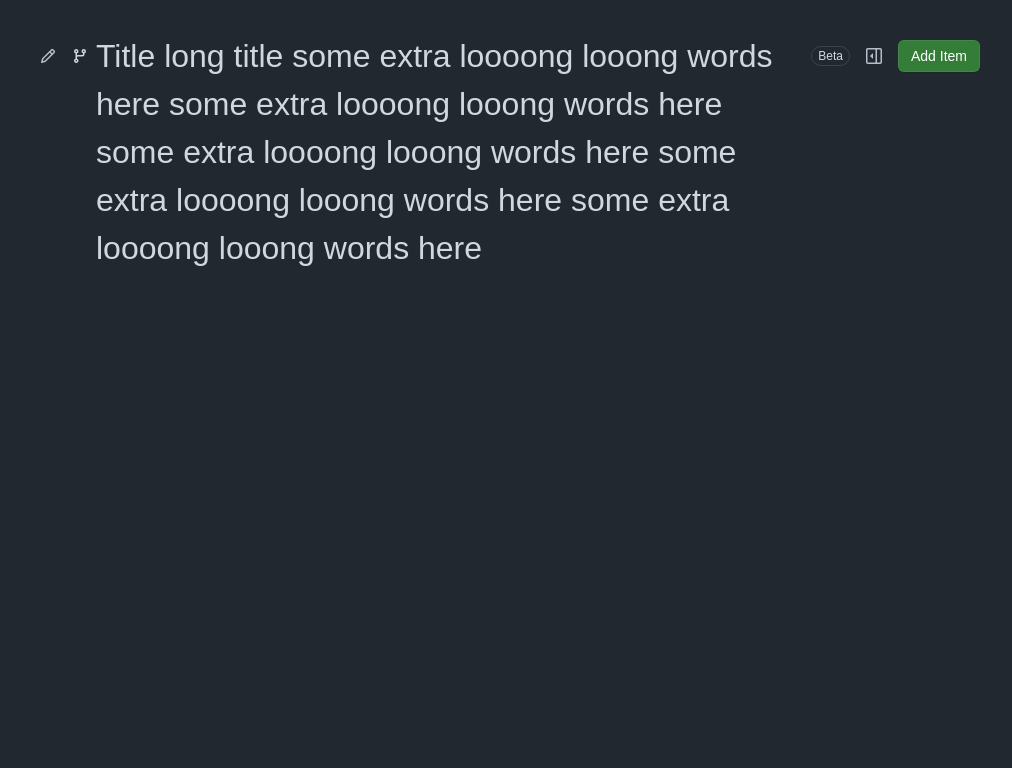 Title long title some extra loooong looong words
here some extra loooong looong words here
some extra loooong looong words here some
extra loooong looong words here some extra
loooong looong words here
Beta
Add Item